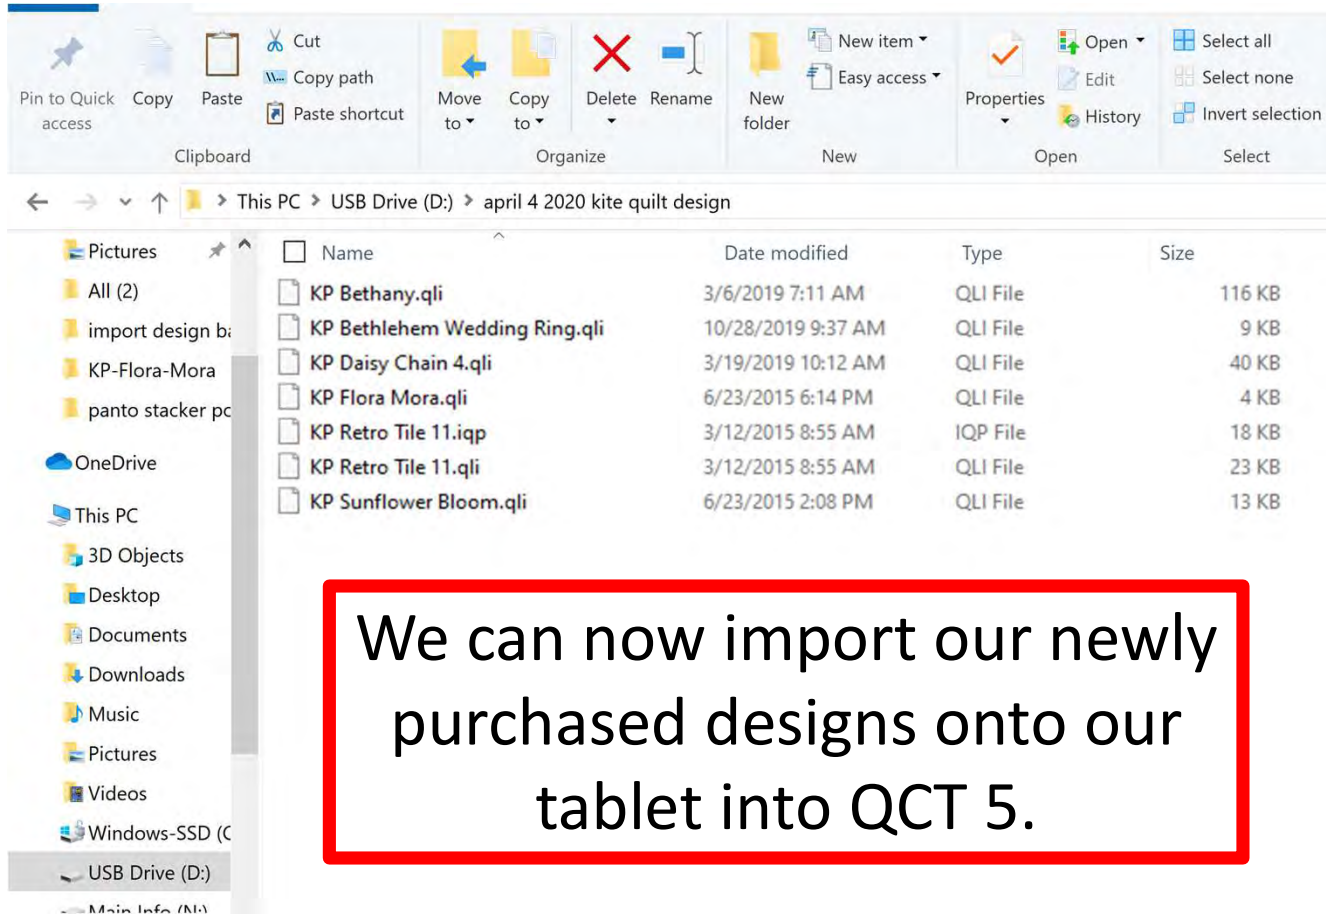 Pin to Quick access
Copy
Paste
Cut
Copy path
Paste shortcut
Clipboard
Move to
Copy to
Delete
Rename
Organize
New folder
New item
Easy access
New
Properties
Open
Edit
History
Open
Select all
Select none
Invert selection
Select
This PC > USB Drive (D:) > april 4 2020 kite quilt design
Pictures
All (2)
import design ba
KP-Flora-Mora
panto stacker po
OneDrive
This PC
3D Objects
Desktop
Documents
Downloads
Music
Pictures
Videos
Windows-SSD (C
USB Drive (D:)
Main Info (N:)
Name Date modified Type Size
KP Bethany.qli 3/6/2019 7:11 AM QLI File 116 KB
KP Bethlehem Wedding Ring.qli 10/28/2019 9:37 AM QLI File 9 KB
KP Daisy Chain 4.qli 3/19/2019 10:12 AM QLI File 40 KB
KP Flora Mora.qli 6/23/2015 6:14 PM QLI File 4 KB
KP Retro Tile 11.iqp 3/12/2015 8:55 AM IQP File 18 KB
KP Retro Tile 11.qli 3/12/2015 8:55 AM QLI File 23 KB
KP Sunflower Bloom.qli 6/23/2015 2:08 PM QLI File 13 KB
We can now import our newly
purchased designs onto our
tablet into QCT 5.